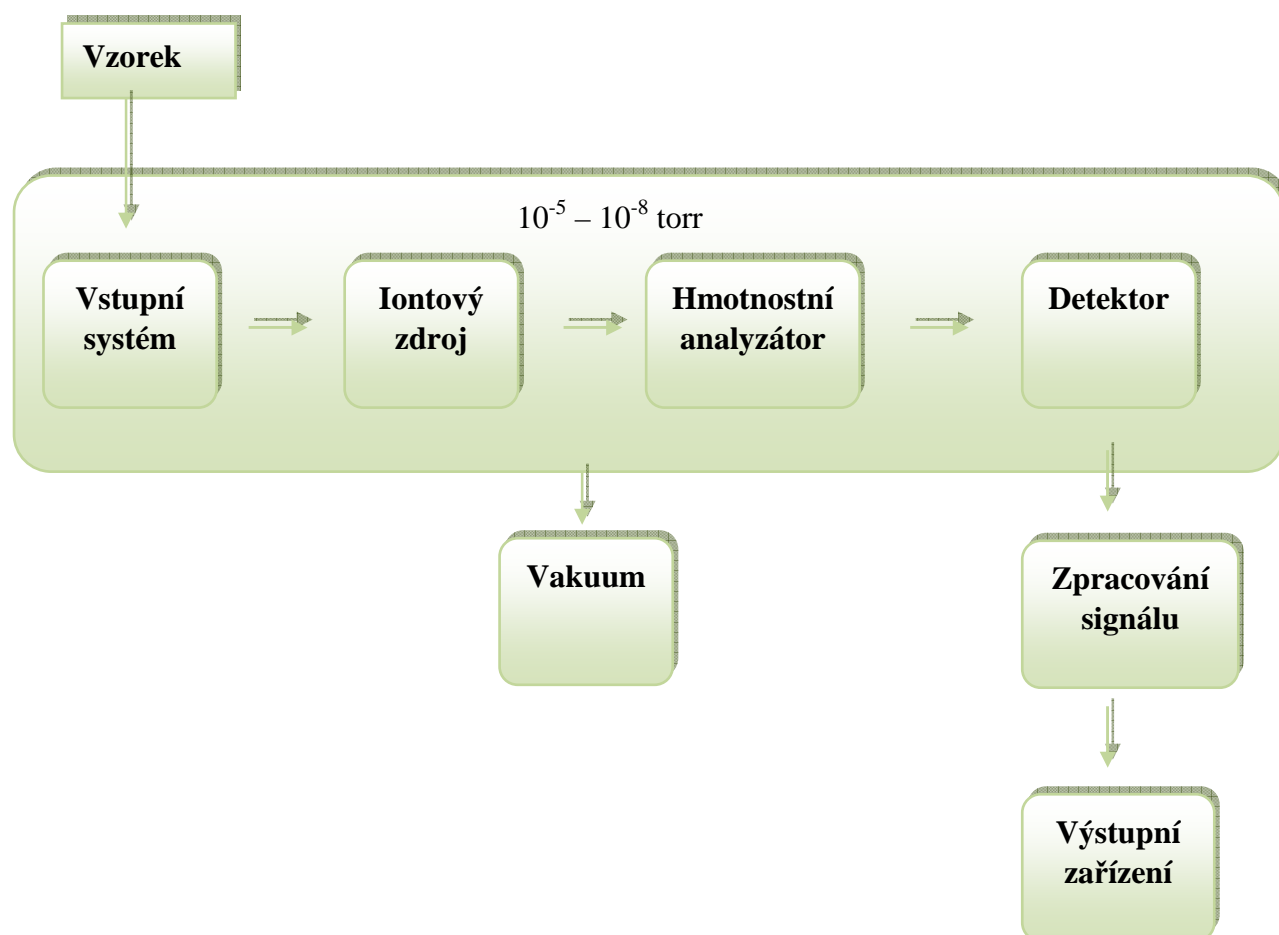 Vzorek
10⁻⁵ – 10⁻⁸ torr
Vstupní
systém
Iontový
zdroj
Hmotnostní
analyzátor
Detektor
Vakuum
Zpracování
signálu
Výstupní
zařízení